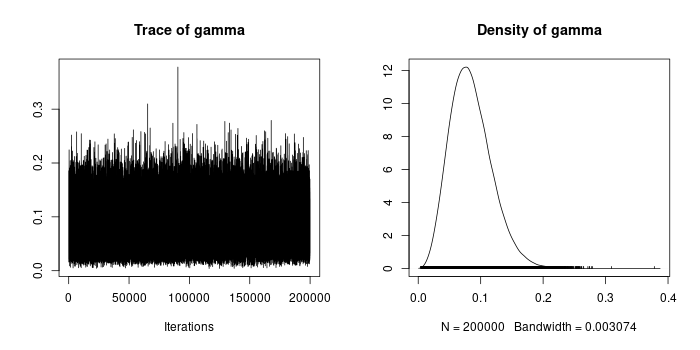 Trace of gamma
0.3
0.2
0.1
0.0
0 50000 100000 150000 200000
Iterations
Density of gamma
12
10
8
6
4
2
0
0.0 0.1 0.2 0.3 0.4
N = 200000 Bandwidth = 0.003074